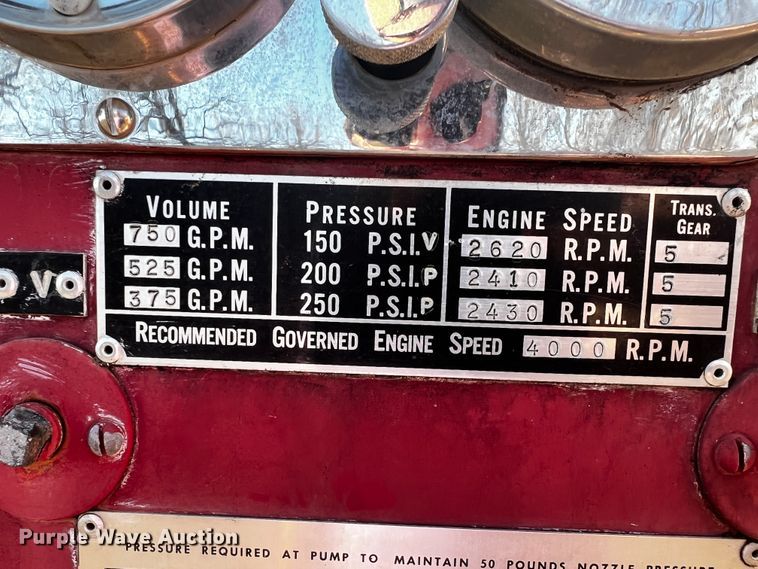 VOLUME PRESSURE ENGINE SPEED TRANS. GEAR
750 G.P.M. 150 P.S.I.V 2620 R.P.M. 5
525 G.P.M. 200 P.S.I.P 2410 R.P.M. 5
375 G.P.M. 250 P.S.I.P 2430 R.P.M. 5
RECOMMENDED GOVERNED ENGINE SPEED 4000 R.P.M.
V
Purple Wave Auction
PRESSURE REQUIRED AT PUMP TO MAINTAIN 50 POUNDS NOZZLE PRESSURE